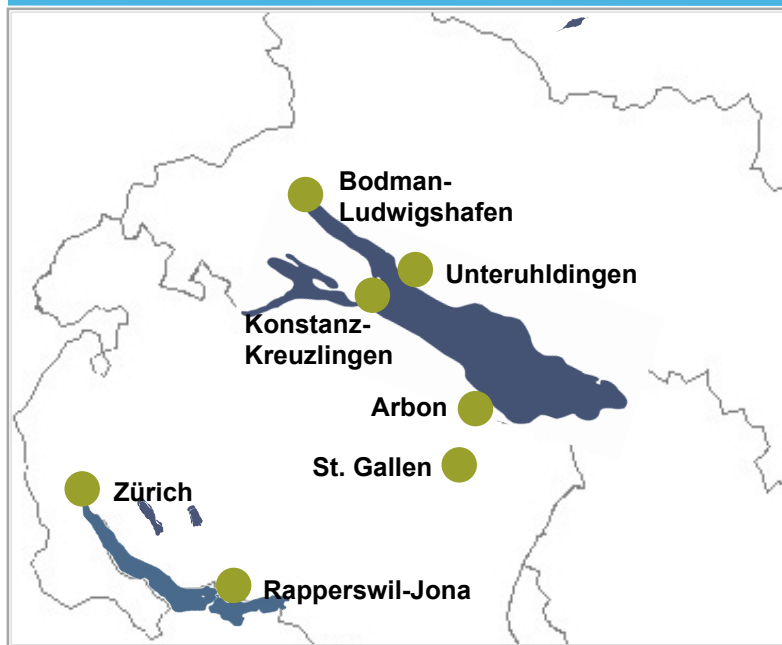 Bodman-
Ludwigshafen
Unteruhldingen
Konstanz-
Kreuzlingen
Arbon
St. Gallen
Zürich
Rapperswil-Jona